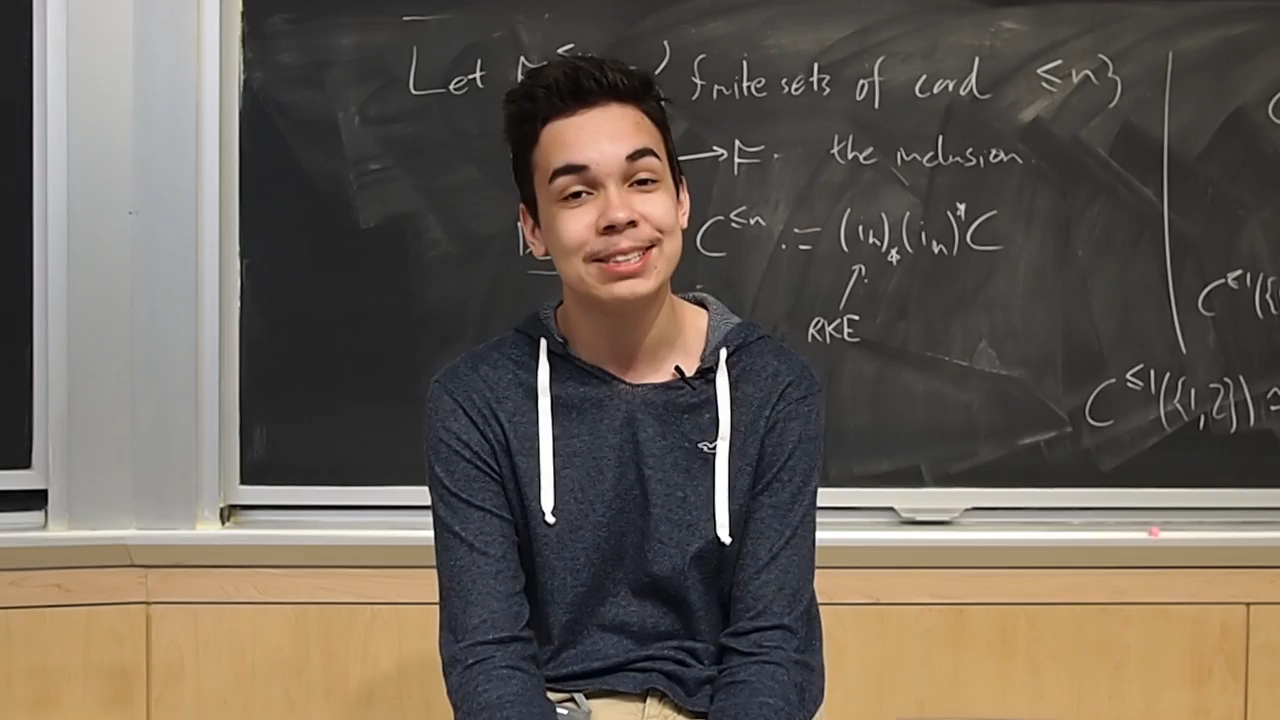 Let finite sets of card ≤n}
→ F. the inclusion.
C^≤n := (i_n)_*(i_n)^*C
RKE
C^≤1({
C^≤1({1,2}) ≃